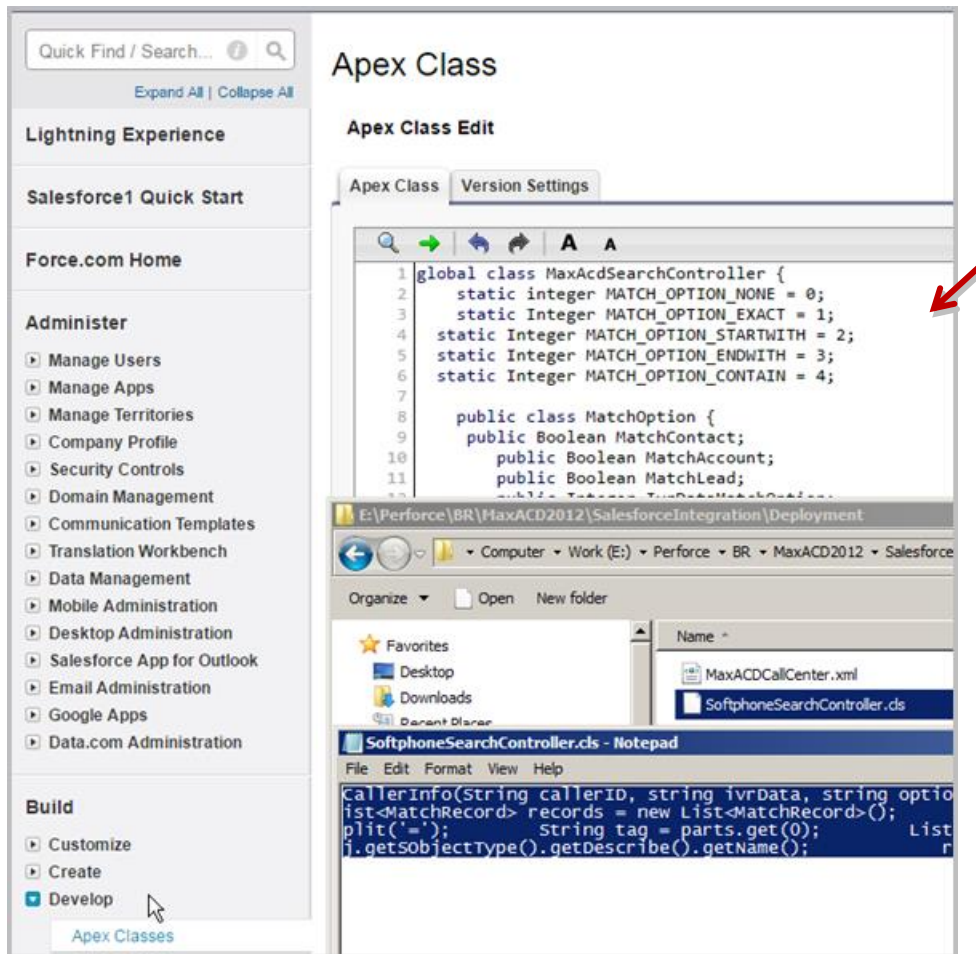 Quick Find / Search...
Expand All | Collapse All
Lightning Experience
Salesforce1 Quick Start
Force.com Home
Administer
Manage Users
Manage Apps
Manage Territories
Company Profile
Security Controls
Domain Management
Communication Templates
Translation Workbench
Data Management
Mobile Administration
Desktop Administration
Salesforce App for Outlook
Email Administration
Google Apps
Data.com Administration
Build
Customize
Create
Develop
Apex Classes
Apex Class
Apex Class Edit
Apex Class Version Settings
A A
1 global class MaxAcdSearchController {
2 static integer MATCH_OPTION_NONE = 0;
3 static Integer MATCH_OPTION_EXACT = 1;
4 static Integer MATCH_OPTION_STARTWITH = 2;
5 static Integer MATCH_OPTION_ENDWITH = 3;
6 static Integer MATCH_OPTION_CONTAIN = 4;
7
8 public class MatchOption {
9 public Boolean MatchContact;
10 public Boolean MatchAccount;
11 public Boolean MatchLead;
12 public Integer IvrDataMatchOption;
E:\Perforce\BR\MaxACD2012\SalesforceIntegration\Deployment
Computer Work (E:) Perforce BR MaxACD2012 Salesforce
Organize Open New folder
Favorites
Desktop
Downloads
Recent Places
Name
MaxACDCallCenter.xml
SoftphoneSearchController.cls
SoftphoneSearchController.cls - Notepad
File Edit Format View Help
CallerInfo(String callerID, string ivrData, string optio
ist<MatchRecord> records = new List<MatchRecord>();
plit('='); String tag = parts.get(0); List
j.getSObjectType().getDescribe().getName(); r